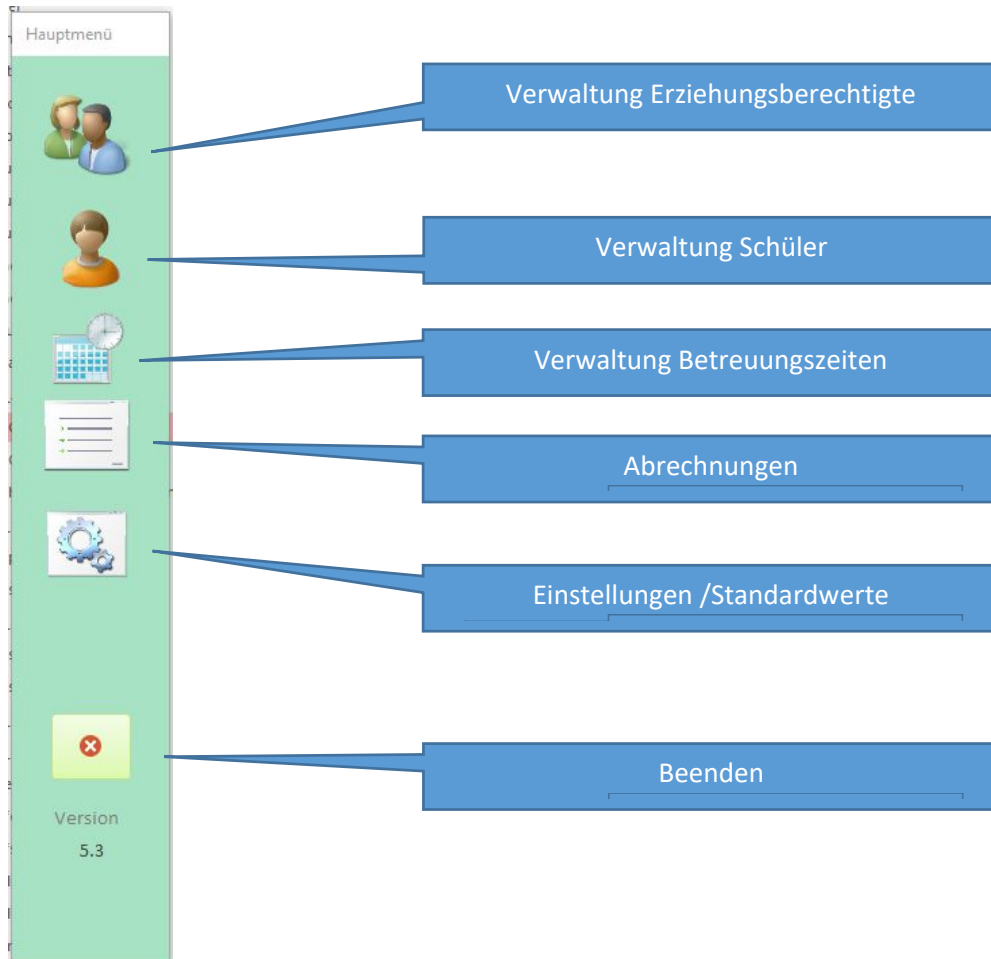 Hauptmenü
Verwaltung Erziehungsberechtigte
Verwaltung Schüler
Verwaltung Betreuungszeiten
Abrechnungen
Einstellungen /Standardwerte
Beenden
Version
5.3